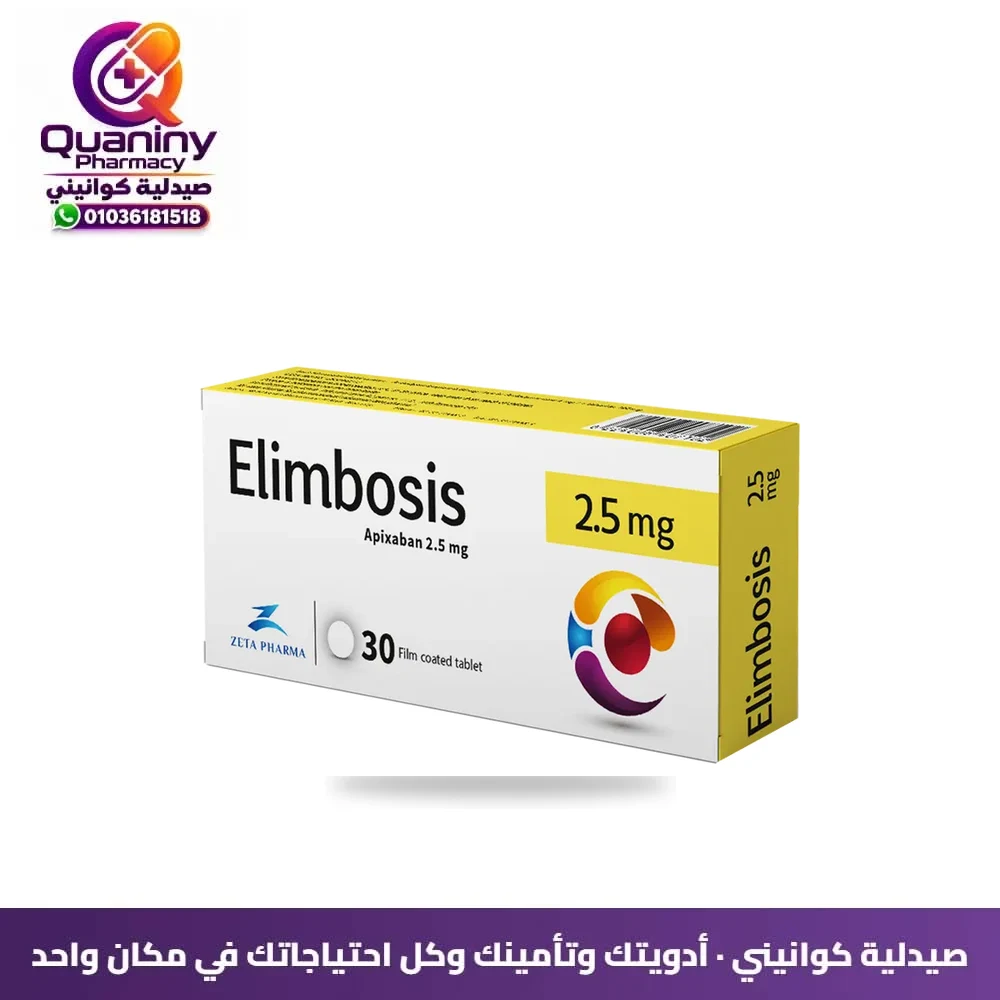 Quaniny
Pharmacy
صيدلية كوانيني
01036181518
Elimbosis
Apixaban 2.5 mg
2.5 mg
ZETA PHARMA
30 Film coated tablet
2.5 mg
Elimbosis
صيدلية كوانيني · أدويتك وتأمينك وكل احتياجاتك في مكان واحد